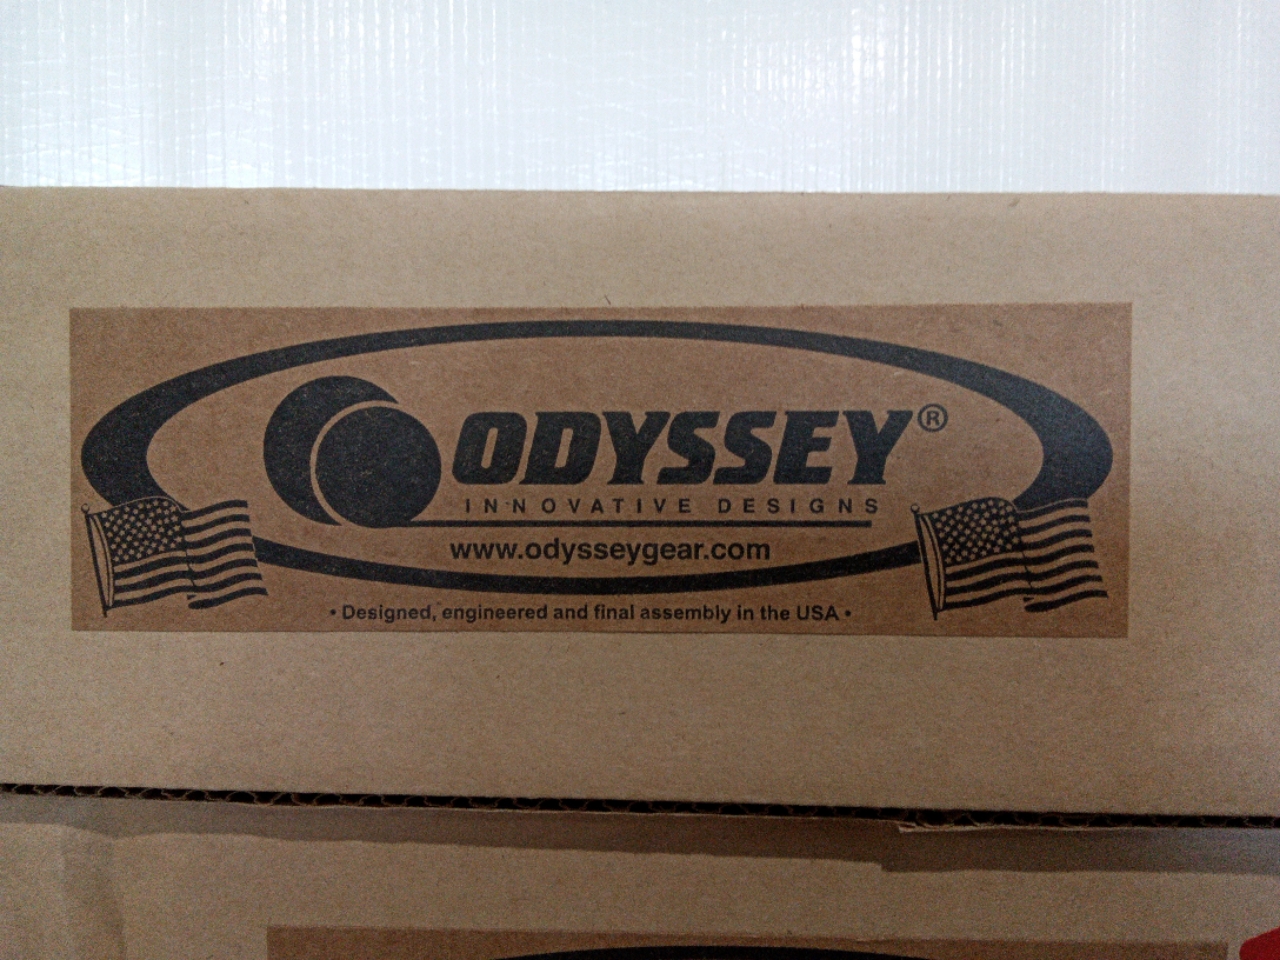 ODYSSEY®
INNOVATIVE DESIGNS
www.odysseygear.com
• Designed, engineered and final assembly in the USA •